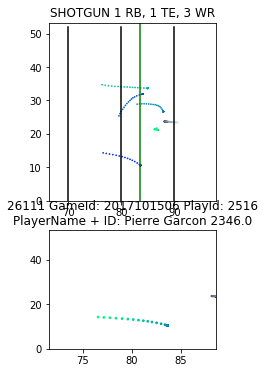 SHOTGUN 1 RB, 1 TE, 3 WR
50
40
30
20
10
0
70 80 90
26111 GameId: 2017101506 PlayId: 2516
PlayerName + ID: Pierre Garcon 2346.0
40
20
0
75 80 85